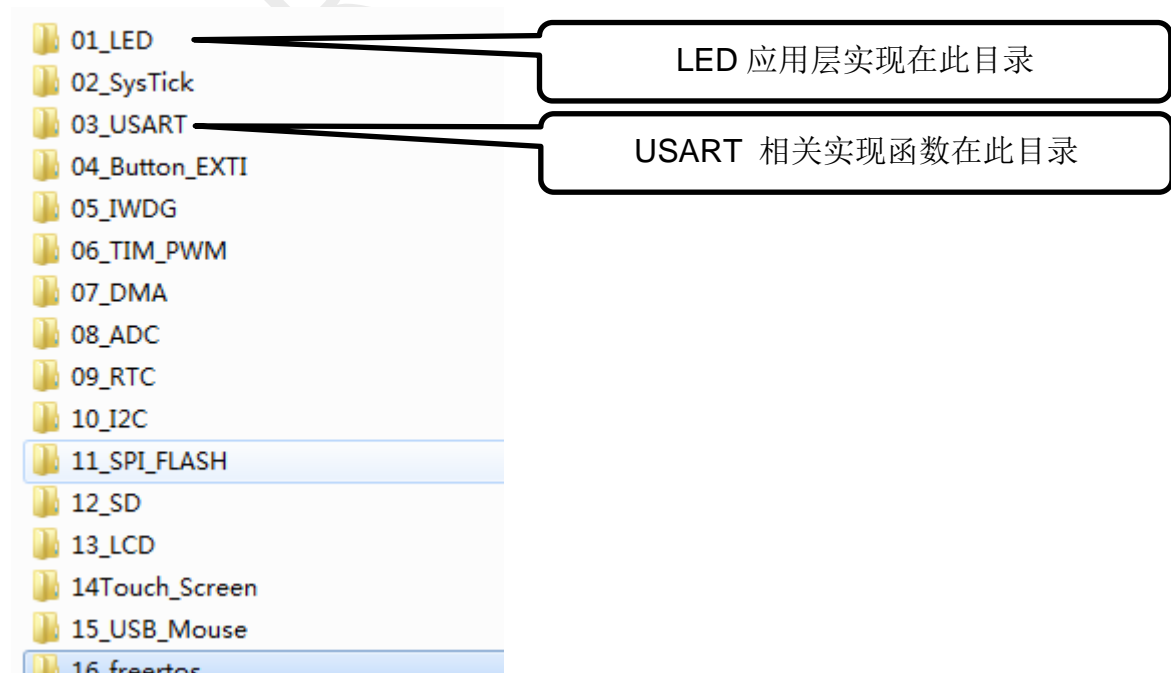 01_LED
LED 应用层实现在此目录
02_SysTick
03_USART
USART 相关实现函数在此目录
04_Button_EXTI
05_IWDG
06_TIM_PWM
07_DMA
08_ADC
09_RTC
10_I2C
11_SPI_FLASH
12_SD
13_LCD
14Touch_Screen
15_USB_Mouse
16_freertos